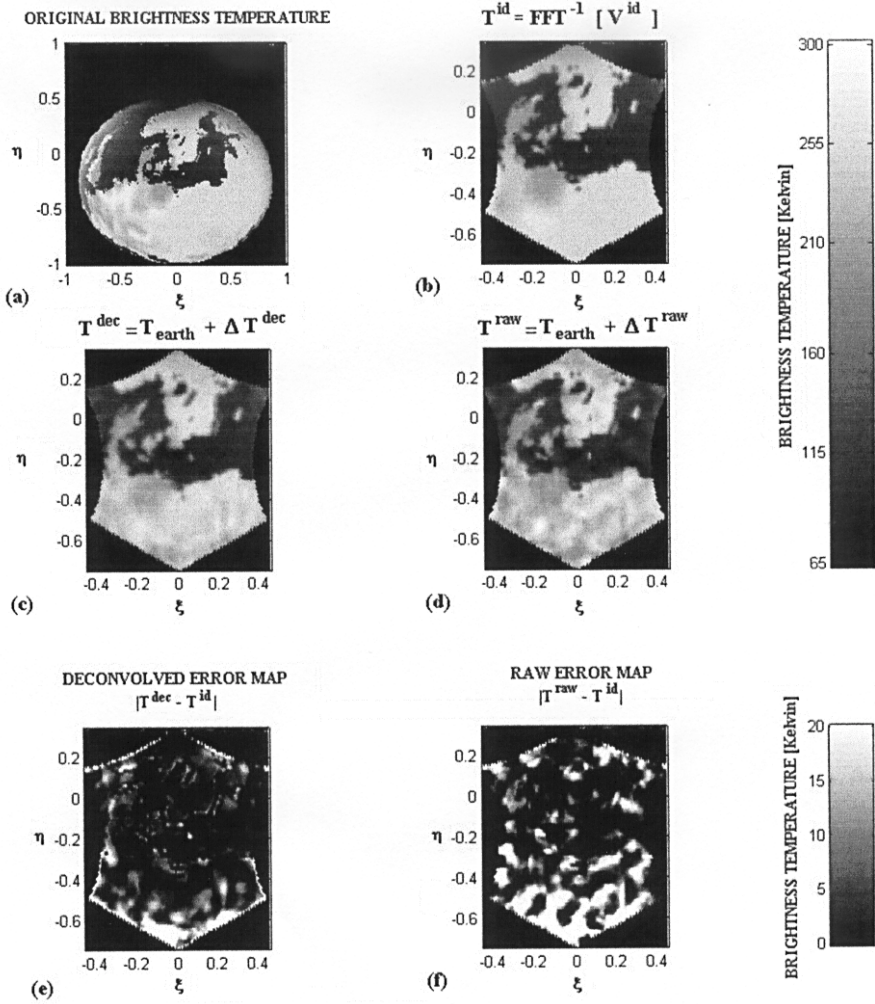 ORIGINAL BRIGHTNESS TEMPERATURE
1
0.5
η 0
-0.5
-1
-1 -0.5 0 0.5 1
ξ
(a)
T^id = FFT^-1 [ V^id ]
0.2
0
η
-0.2
-0.4
-0.6
-0.4 -0.2 0 0.2 0.4
ξ
(b)
T^dec = T_earth + Δ T^dec
0.2
0
η
-0.2
-0.4
-0.6
-0.4 -0.2 0 0.2 0.4
ξ
(c)
T^raw = T_earth + Δ T^raw
0.2
0
η
-0.2
-0.4
-0.6
-0.4 -0.2 0 0.2 0.4
ξ
(d)
BRIGHTNESS TEMPERATURE [Kelvin]
300
255
210
160
115
65
DECONVOLVED ERROR MAP
|T^dec - T^id|
0.2
0
η -0.2
-0.4
-0.6
-0.4 -0.2 0 0.2 0.4
ξ
(e)
RAW ERROR MAP
|T^raw - T^id|
0.2
0
η -0.2
-0.4
-0.6
-0.4 -0.2 0 0.2 0.4
ξ
(f)
BRIGHTNESS TEMPERATURE [Kelvin]
20
15
10
5
0